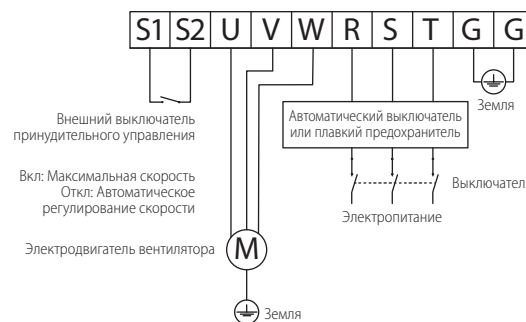 S1 S2 U V W R S T G G
Внешний выключатель
принудительного управления
Вкл: Максимальная скорость
Откл: Автоматическое
регулирование скорости
Электродвигатель вентилятора
M
Земля
Автоматический выключатель
или плавкий предохранитель
Выключател
Электропитание
Земля